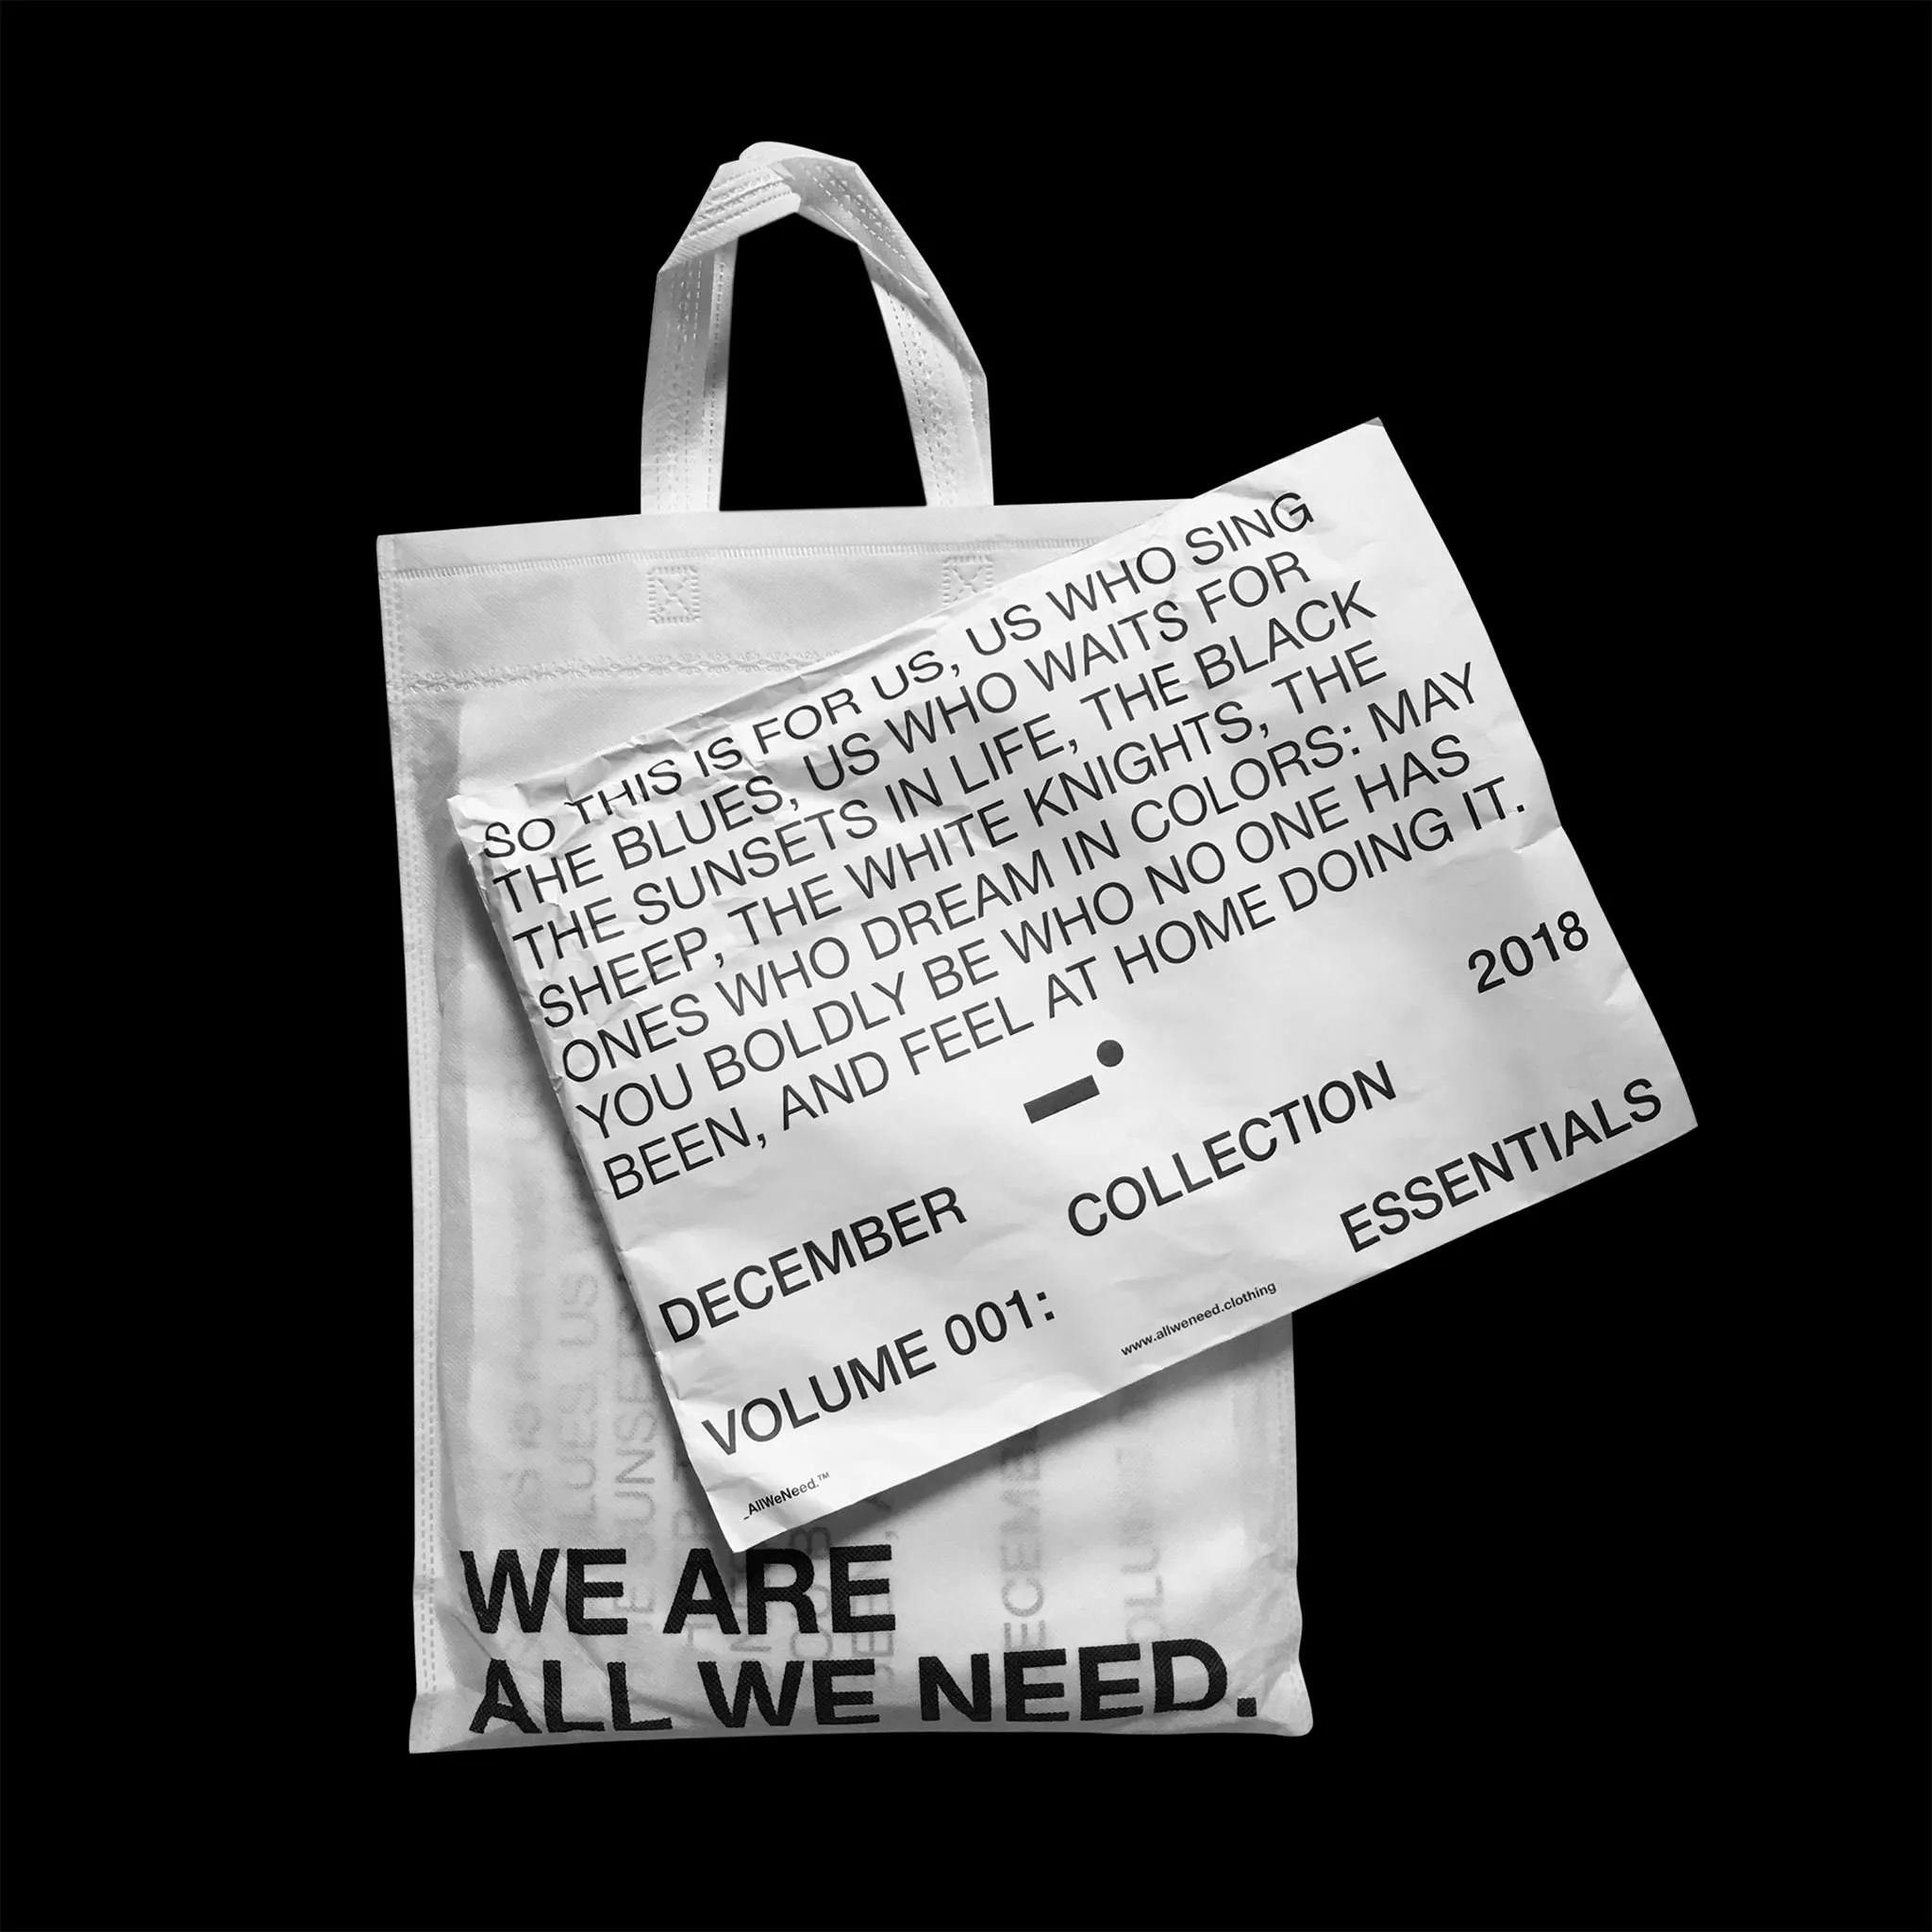 SO THIS IS FOR US, US WHO SING
THE BLUES, US WHO WAITS FOR
THE SUNSETS IN LIFE, THE BLACK
SHEEP, THE WHITE KNIGHTS, THE
ONES WHO DREAM IN COLORS: MAY
YOU BOLDLY BE WHO NO ONE HAS
BEEN, AND FEEL AT HOME DOING IT.
2018
DECEMBER COLLECTION
VOLUME 001: ESSENTIALS
_AllWeNeed.™ www.allweneed.clothing
WE ARE
ALL WE NEED.